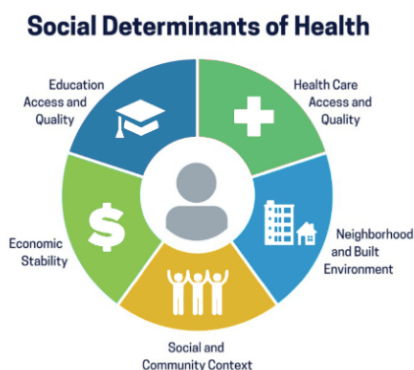 Social Determinants of Health
Education
Access and
Quality
Health Care
Access and
Quality
Economic
Stability
Neighborhood
and Built
Environment
Social and
Community Context